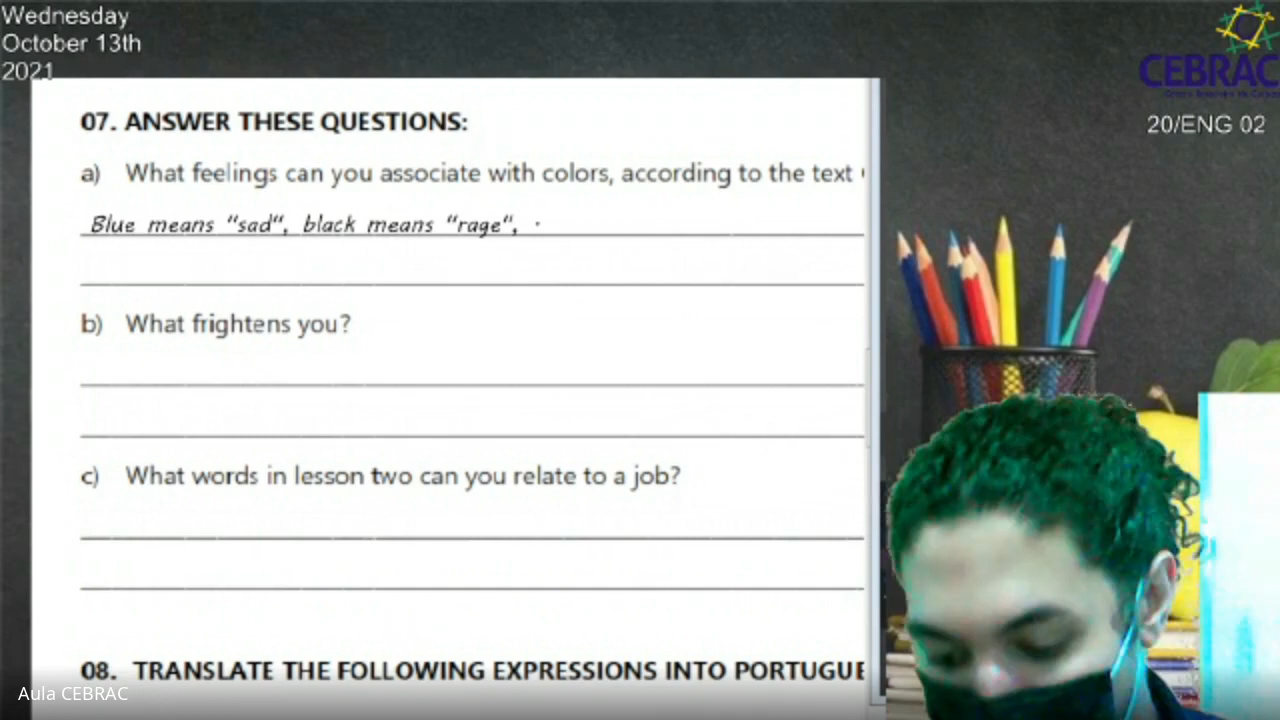 Wednesday
October 13th
2021
CEBRAC
20/ENG 02
07. ANSWER THESE QUESTIONS:
a) What feelings can you associate with colors, according to the text
Blue means “sad“, black means “rage“,
b) What frightens you?
c) What words in lesson two can you relate to a job?
08. TRANSLATE THE FOLLOWING EXPRESSIONS INTO PORTUGUE
Aula CEBRAC